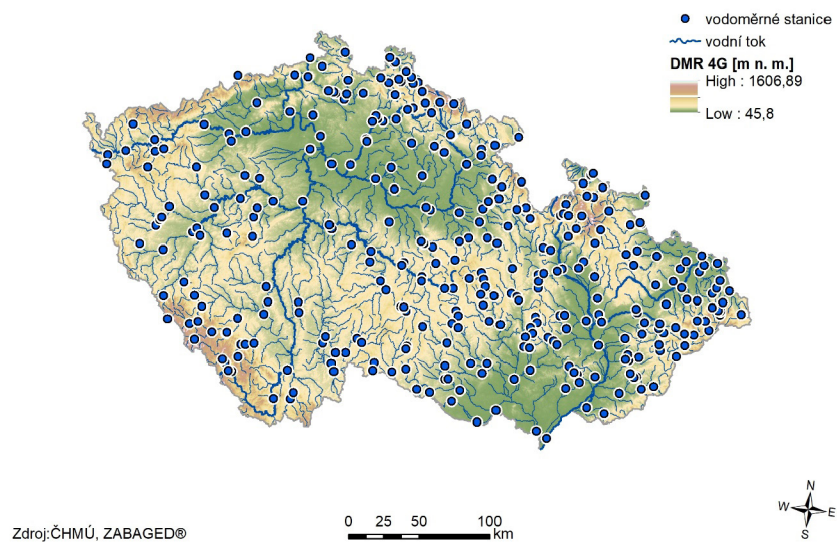 vodoměrné stanice
vodní tok
DMR 4G [m n. m.]
High : 1606,89
Low : 45,8
N
W E
S
0 25 50 100
km
Zdroj:ČHMÚ, ZABAGED®